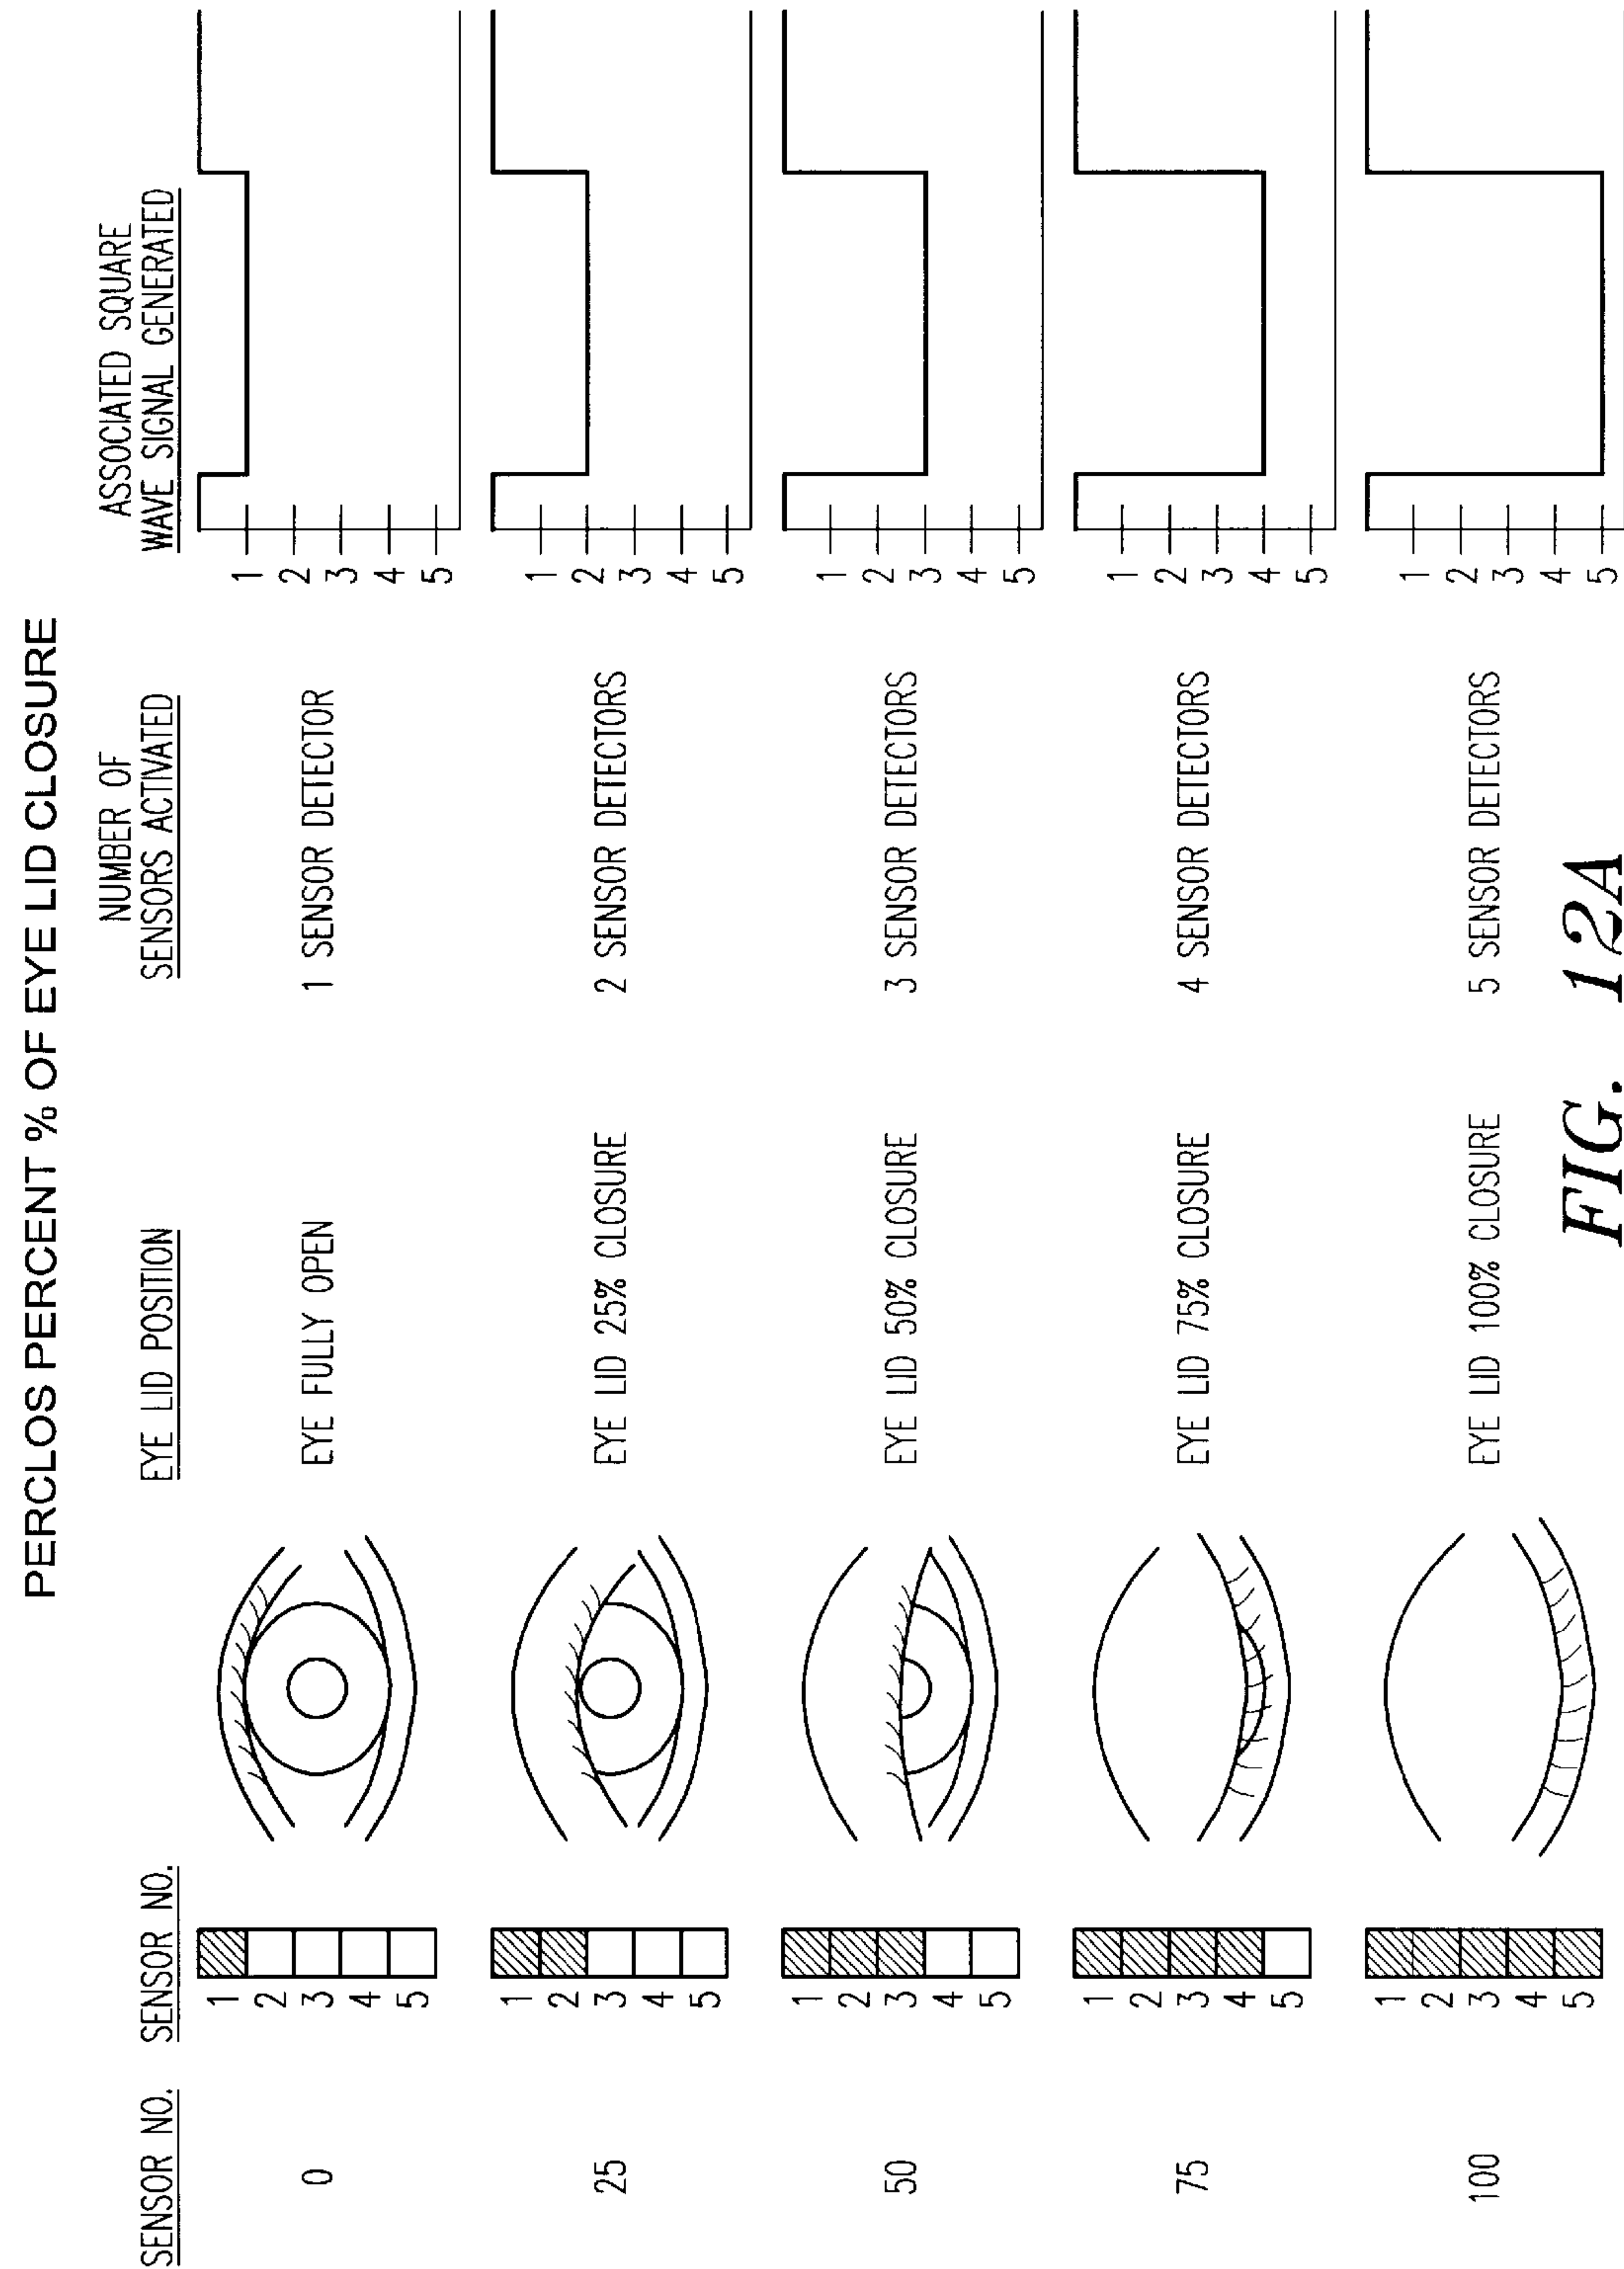 PERCLOS PERCENT % OF EYE LID CLOSURE
SENSOR NO.
SENSOR NO.
EYE LID POSITION
NUMBER OF
SENSORS ACTIVATED
ASSOCIATED SQUARE
WAVE SIGNAL GENERATED
0
1
2
3
4
5
EYE FULLY OPEN
1 SENSOR DETECTOR
1
2
3
4
5
25
1
2
3
4
5
EYE LID 25% CLOSURE
2 SENSOR DETECTORS
1
2
3
4
5
50
1
2
3
4
5
EYE LID 50% CLOSURE
3 SENSOR DETECTORS
1
2
3
4
5
75
1
2
3
4
5
EYE LID 75% CLOSURE
4 SENSOR DETECTORS
1
2
3
4
5
100
1
2
3
4
5
EYE LID 100% CLOSURE
5 SENSOR DETECTORS
1
2
3
4
5
FIG. 12A